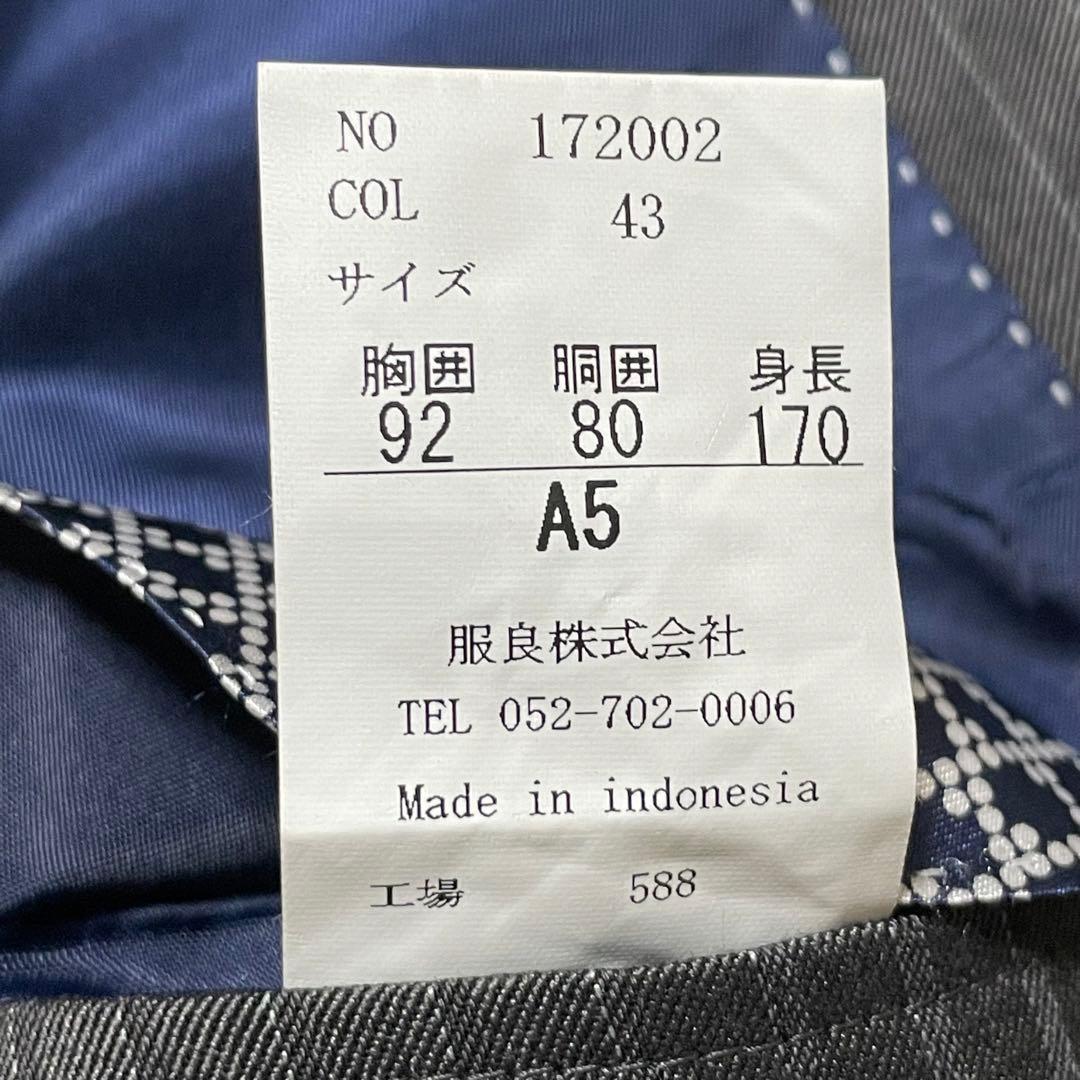 NO 172002
COL 43
サイズ
胸囲 胴囲 身長
92 80 170
A5
服良株式会社
TEL 052-702-0006
Made in indonesia
工場 588